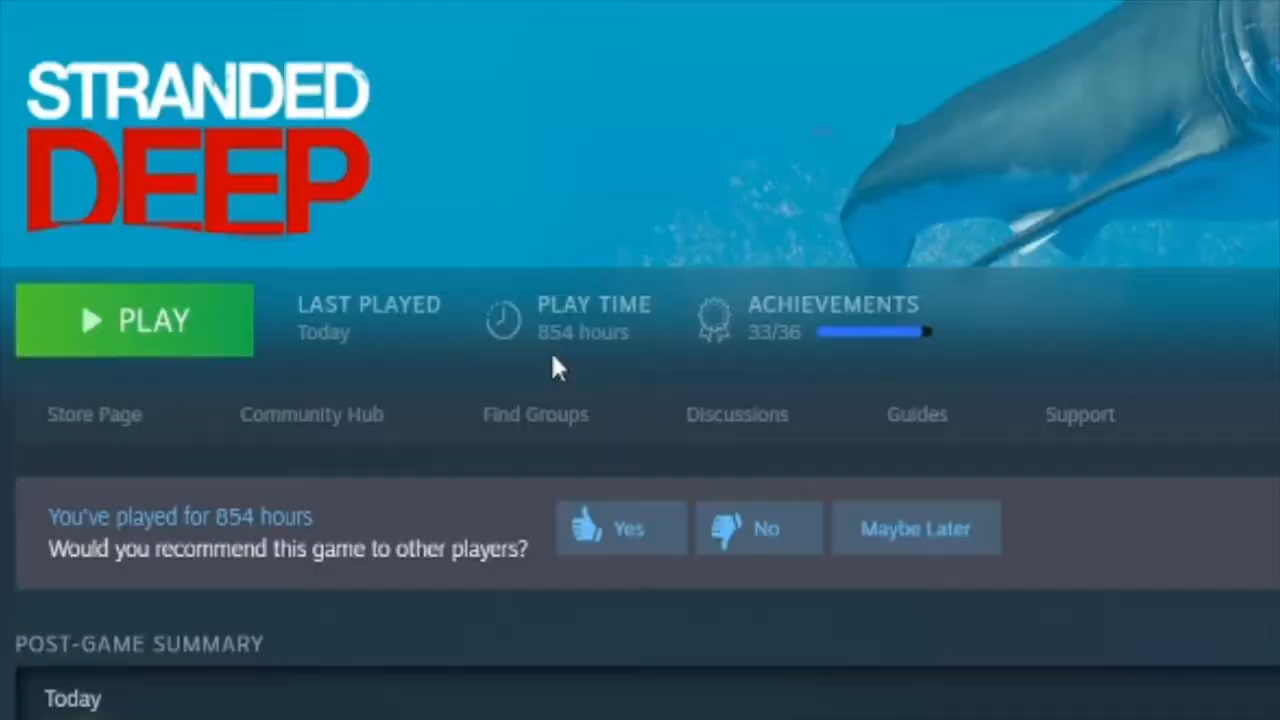 STRANDED
DEEP
PLAY
LAST PLAYED
Today
PLAY TIME
854 hours
ACHIEVEMENTS
33/36
Store Page
Community Hub
Find Groups
Discussions
Guides
Support
You've played for 854 hours
Would you recommend this game to other players?
Yes
No
Maybe Later
POST-GAME SUMMARY
Today